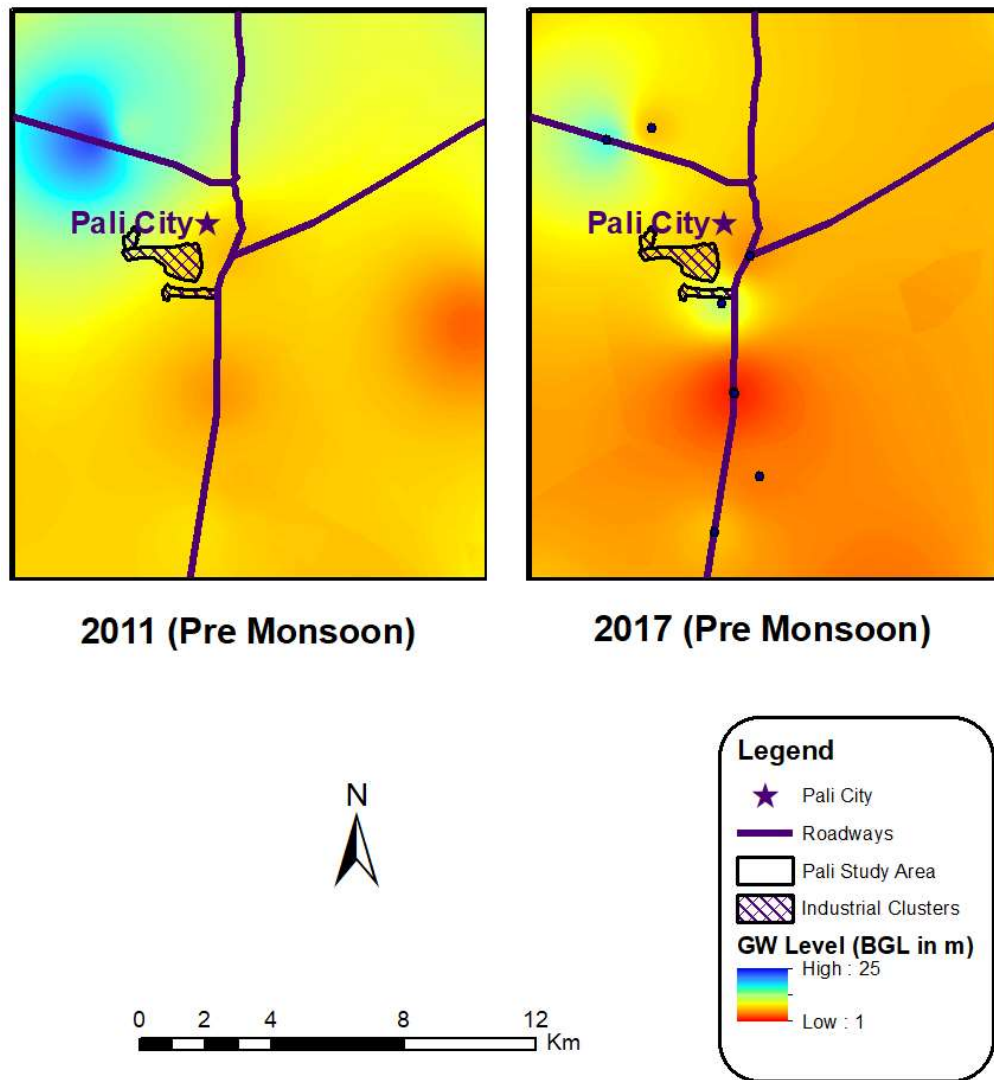 Pali City
Pali City
2011 (Pre Monsoon)
2017 (Pre Monsoon)
N
0 2 4 8 12
Km
Legend
Pali City
Roadways
Pali Study Area
Industrial Clusters
GW Level (BGL in m)
High : 25
Low : 1